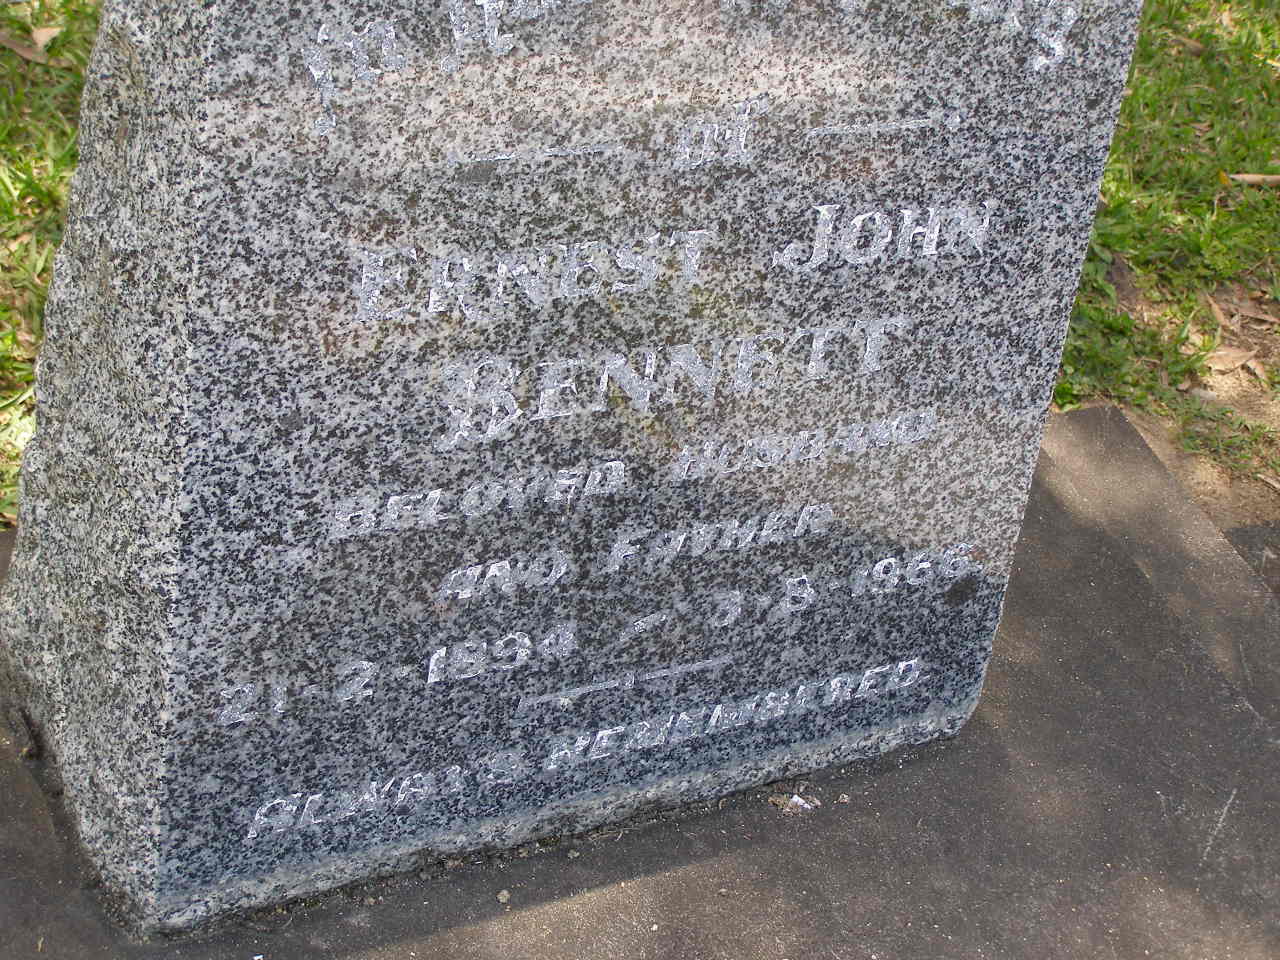 of
ERNEST JOHN
BENNETT
BELOVED HUSBAND
AND FATHER
21-2-1894 - 3-8-1966
ALWAYS REMEMBERED